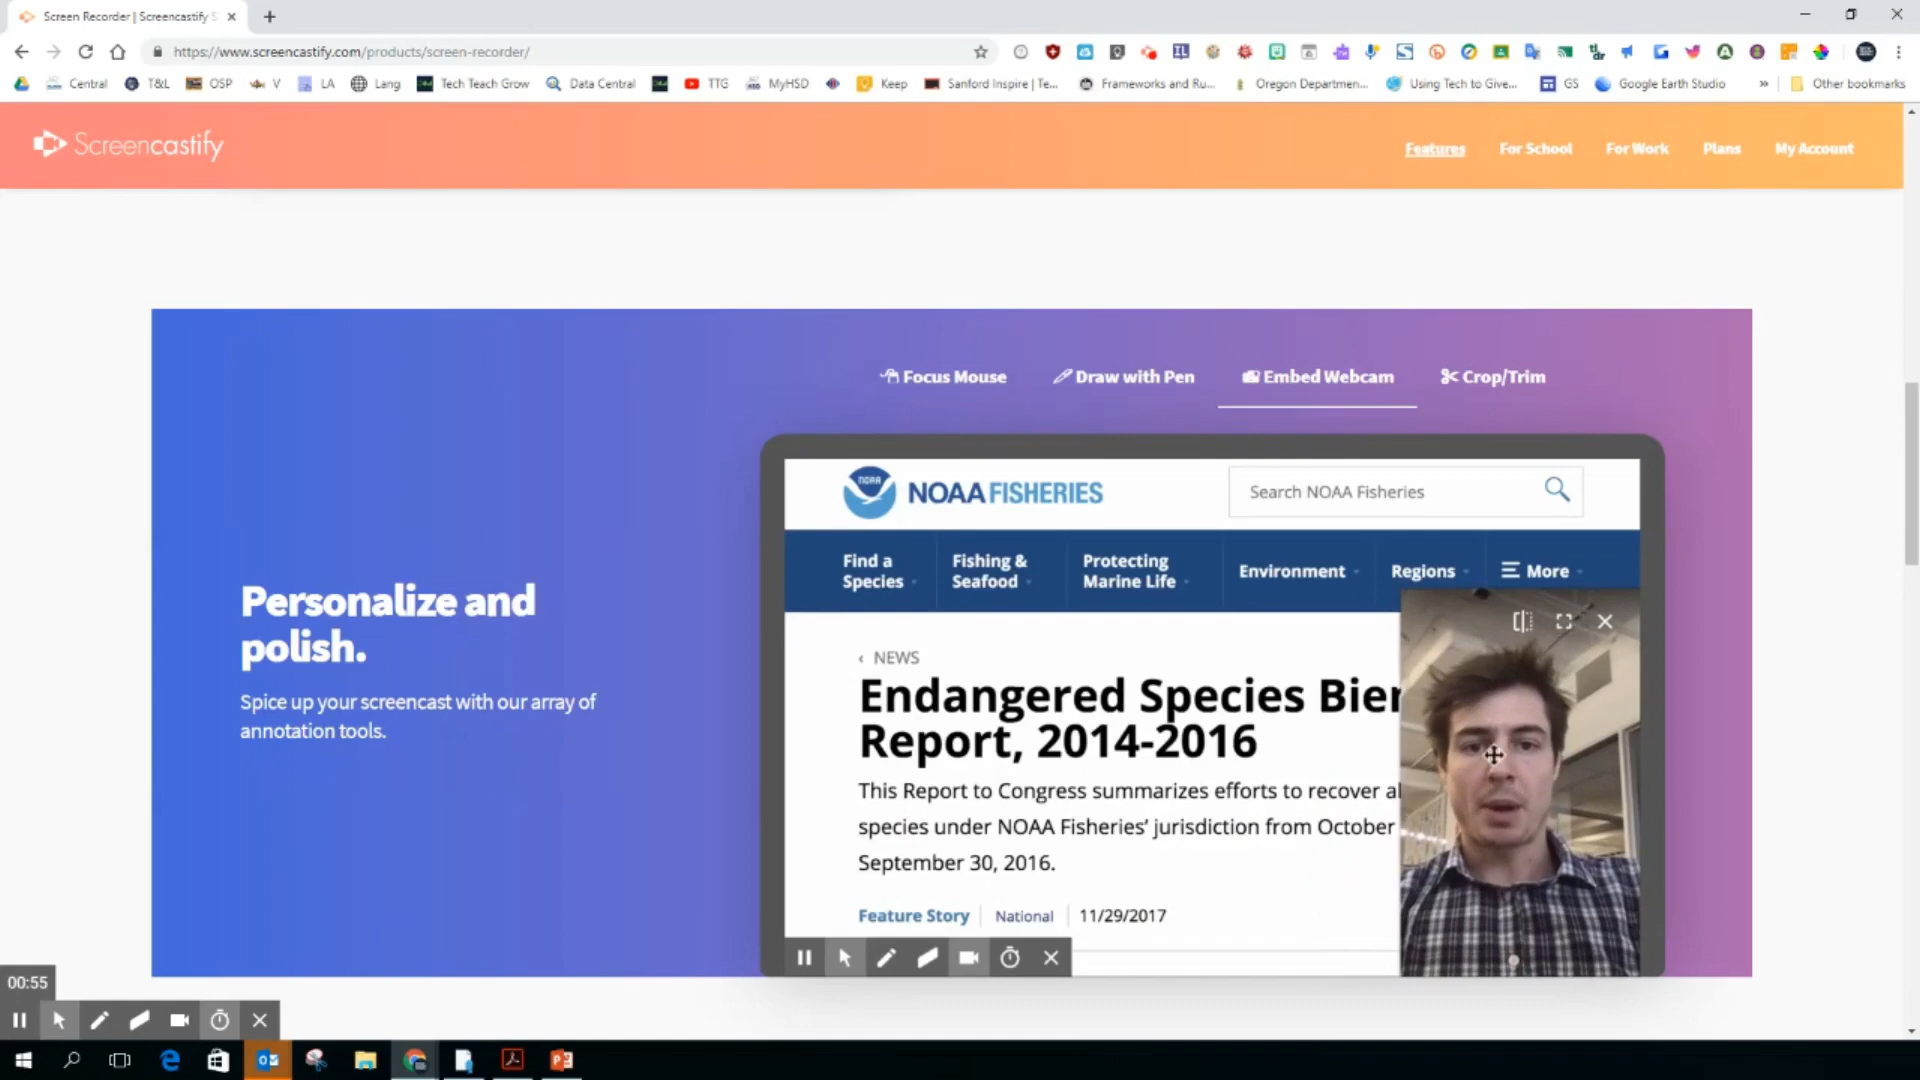 Screen Recorder | Screencastify S
https://www.screencastify.com/products/screen-recorder/
Central T&L OSP V LA Lang Tech Teach Grow Data Central TTG MyHSD Keep Sanford Inspire | Te... Frameworks and Ru... Oregon Departmen... Using Tech to Give... GS Google Earth Studio » Other bookmarks
Screencastify
Features For School For Work Plans My Account
Focus Mouse Draw with Pen Embed Webcam Crop/Trim
NOAA
NOAA FISHERIES
Search NOAA Fisheries
Find a Species
Fishing & Seafood
Protecting Marine Life
Environment
Regions
More
Personalize and
polish.
Spice up your screencast with our array of
annotation tools.
‹ NEWS
Endangered Species Bier
Report, 2014-2016
This Report to Congress summarizes efforts to recover al
species under NOAA Fisheries’ jurisdiction from October
September 30, 2016.
Feature Story National 11/29/2017
00:55